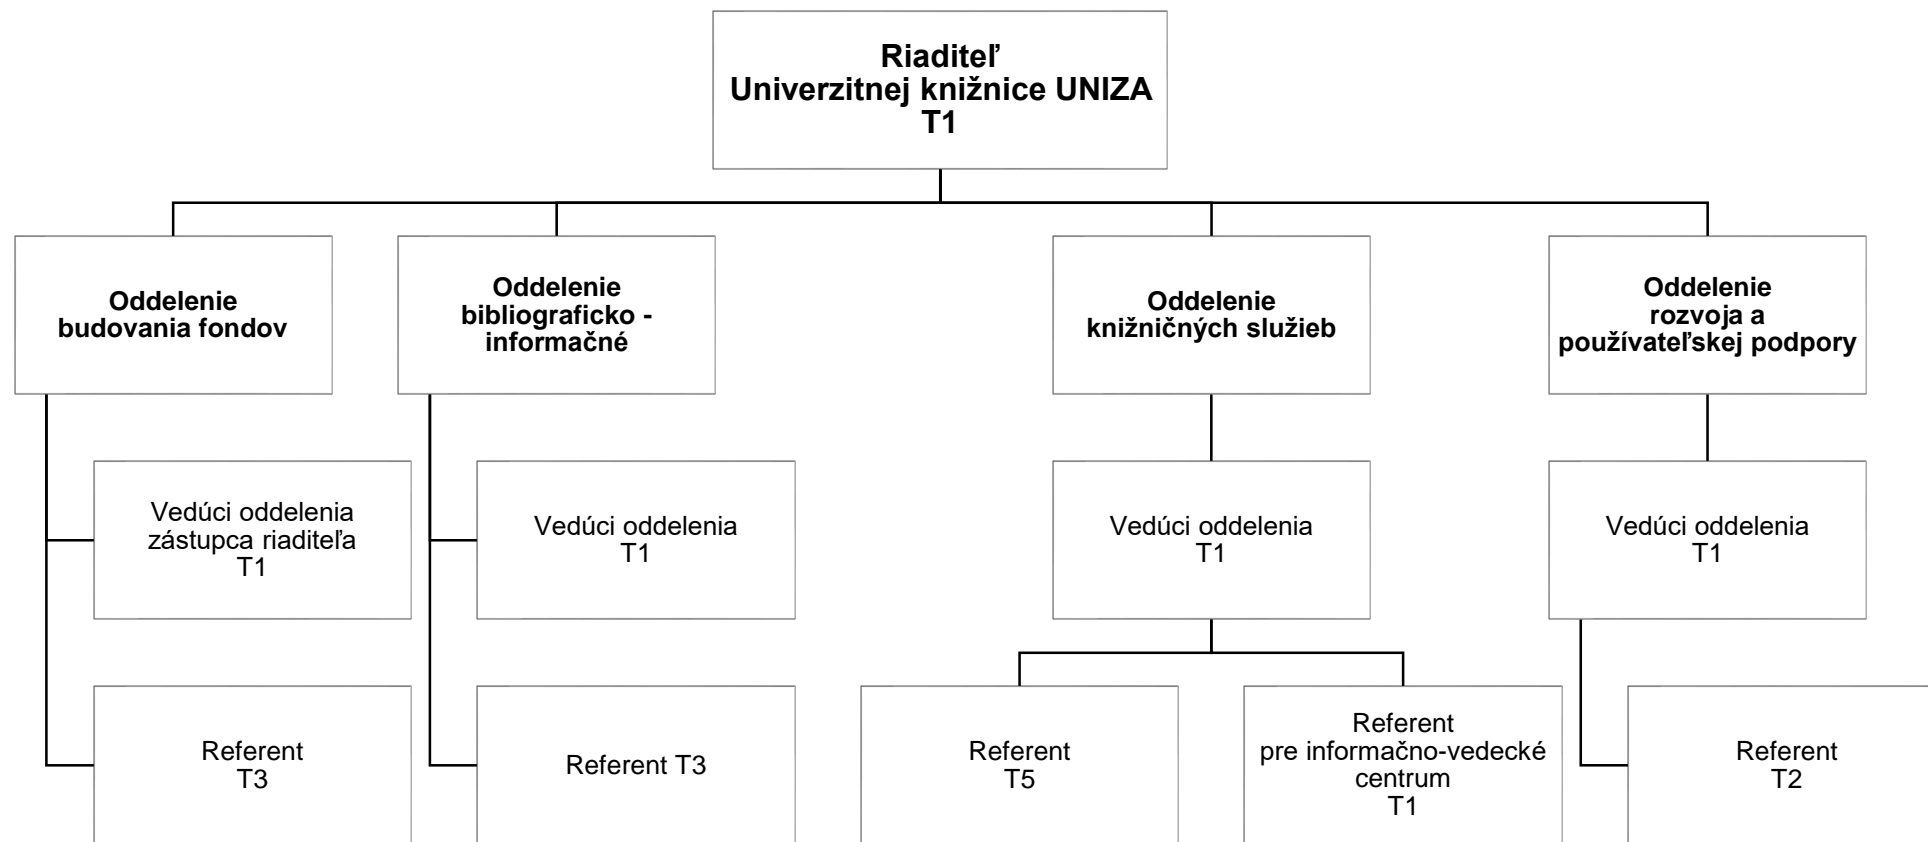 Riaditeľ
Univerzitnej knižnice UNIZA
T1
Oddelenie
budovania fondov
Oddelenie
bibliograficko -
informačné
Oddelenie
knižničných služieb
Oddelenie
rozvoja a
používateľskej podpory
Vedúci oddelenia
zástupca riaditeľa
T1
Vedúci oddelenia
T1
Vedúci oddelenia
T1
Vedúci oddelenia
T1
Referent
T3
Referent T3
Referent
T5
Referent
pre informačno-vedecké
centrum
T1
Referent
T2